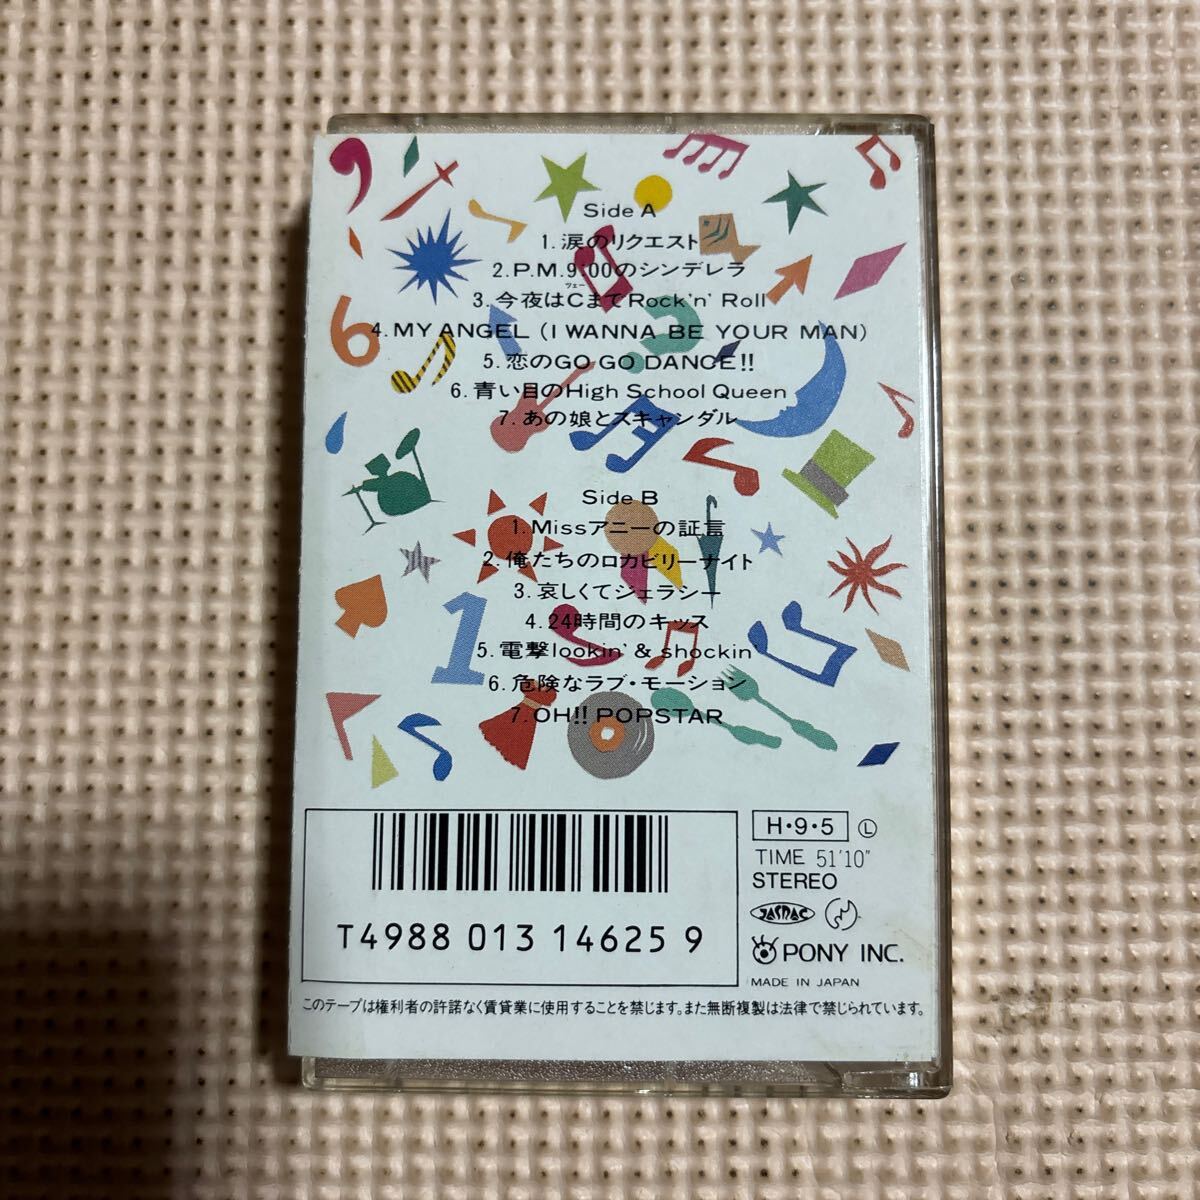 Side A
1.涙のリクエスト
2.P.M.9'00のシンデレラ
ツェー
3.今夜はCまでRock'n' Roll
4.MY ANGEL (I WANNA BE YOUR MAN)
5.恋のGO GO DANCE!!
6.青い目のHigh School Queen
7.あの娘とスキャンダル
Side B
1.Missアニーの証言
2.俺たちのロカビリーナイト
3.哀しくてジェラシー
4.24時間のキッス
5.電撃lookin' & shockin'
6.危険なラブ・モーション
7.OH!! POPSTAR
6
1
T4988 013 14625 9
H・9・5 Ⓛ
TIME 51'10"
STEREO
JASRAC
PONY INC.
MADE IN JAPAN
このテープは権利者の許諾なく賃貸業に使用することを禁じます。また無断複製は法律で禁じられています。